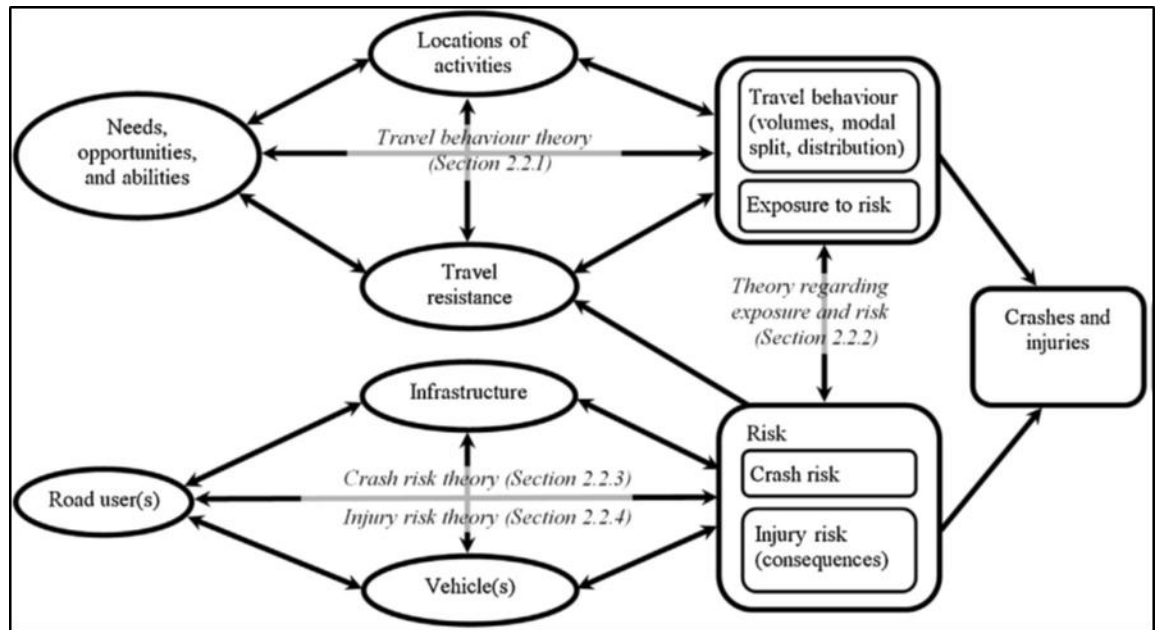 Locations of
activities
Needs,
opportunities,
and abilities
Travel behaviour theory
(Section 2.2.1)
Travel behaviour
(volumes, modal
split, distribution)
Exposure to risk
Travel
resistance
Theory regarding
exposure and risk
(Section 2.2.2)
Crashes and
injuries
Infrastructure
Road user(s)
Crash risk theory (Section 2.2.3)
Injury risk theory (Section 2.2.4)
Vehicle(s)
Risk
Crash risk
Injury risk
(consequences)